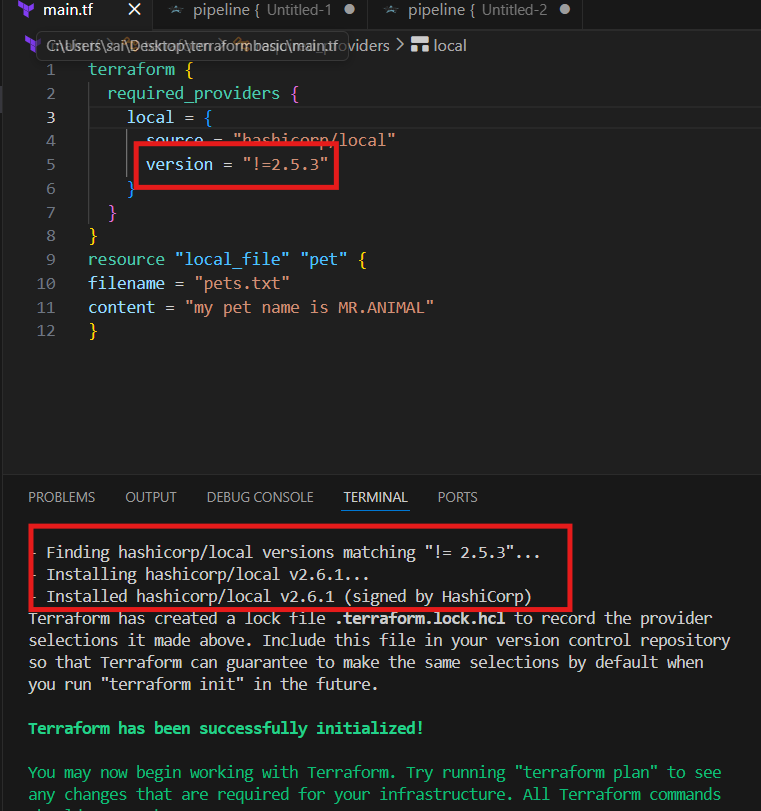 main.tf pipeline { Untitled-1 pipeline { Untitled-2
C:\Users\sai\Desktop\terraformbasic\main.tf providers > local
1 terraform {
2 required_providers {
3 local = {
4 source = "hashicorp/local"
5 version = "!=2.5.3"
6 }
7 }
8 }
9 resource "local_file" "pet" {
10 filename = "pets.txt"
11 content = "my pet name is MR.ANIMAL"
12 }
PROBLEMS OUTPUT DEBUG CONSOLE TERMINAL PORTS
- Finding hashicorp/local versions matching "!= 2.5.3"...
- Installing hashicorp/local v2.6.1...
- Installed hashicorp/local v2.6.1 (signed by HashiCorp)
Terraform has created a lock file .terraform.lock.hcl to record the provider
selections it made above. Include this file in your version control repository
so that Terraform can guarantee to make the same selections by default when
you run "terraform init" in the future.
Terraform has been successfully initialized!
You may now begin working with Terraform. Try running "terraform plan" to see
any changes that are required for your infrastructure. All Terraform commands